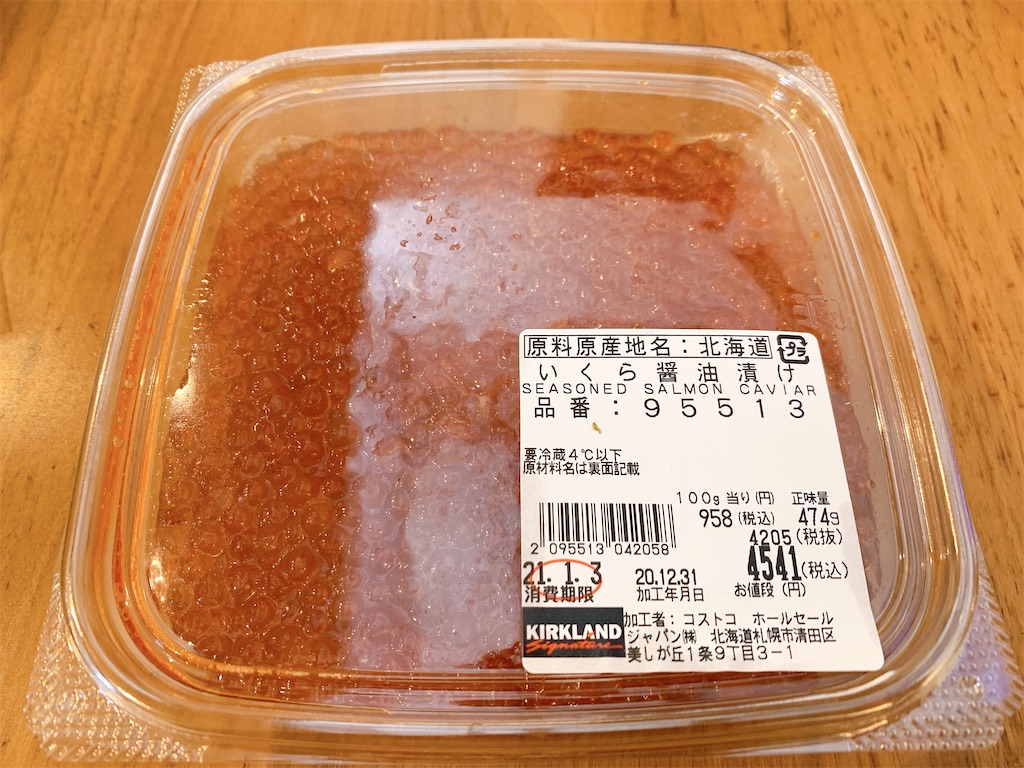 原料原産地名：北海道 プラ
いくら醤油漬け
SEASONED SALMON CAVIAR
品番：95513
要冷蔵4℃以下
原材料名は裏面記載
100g当り(円) 正味量
958(税込) 474g
4205(税抜)
4541(税込)
お値段(円)
2 095513 042058
21. 1. 3
消費期限
20.12.31
加工年月日
KIRKLAND
Signature
加工者：コストコ ホールセール
ジャパン㈱ 北海道札幌市清田区
美しが丘1条9丁目3-1